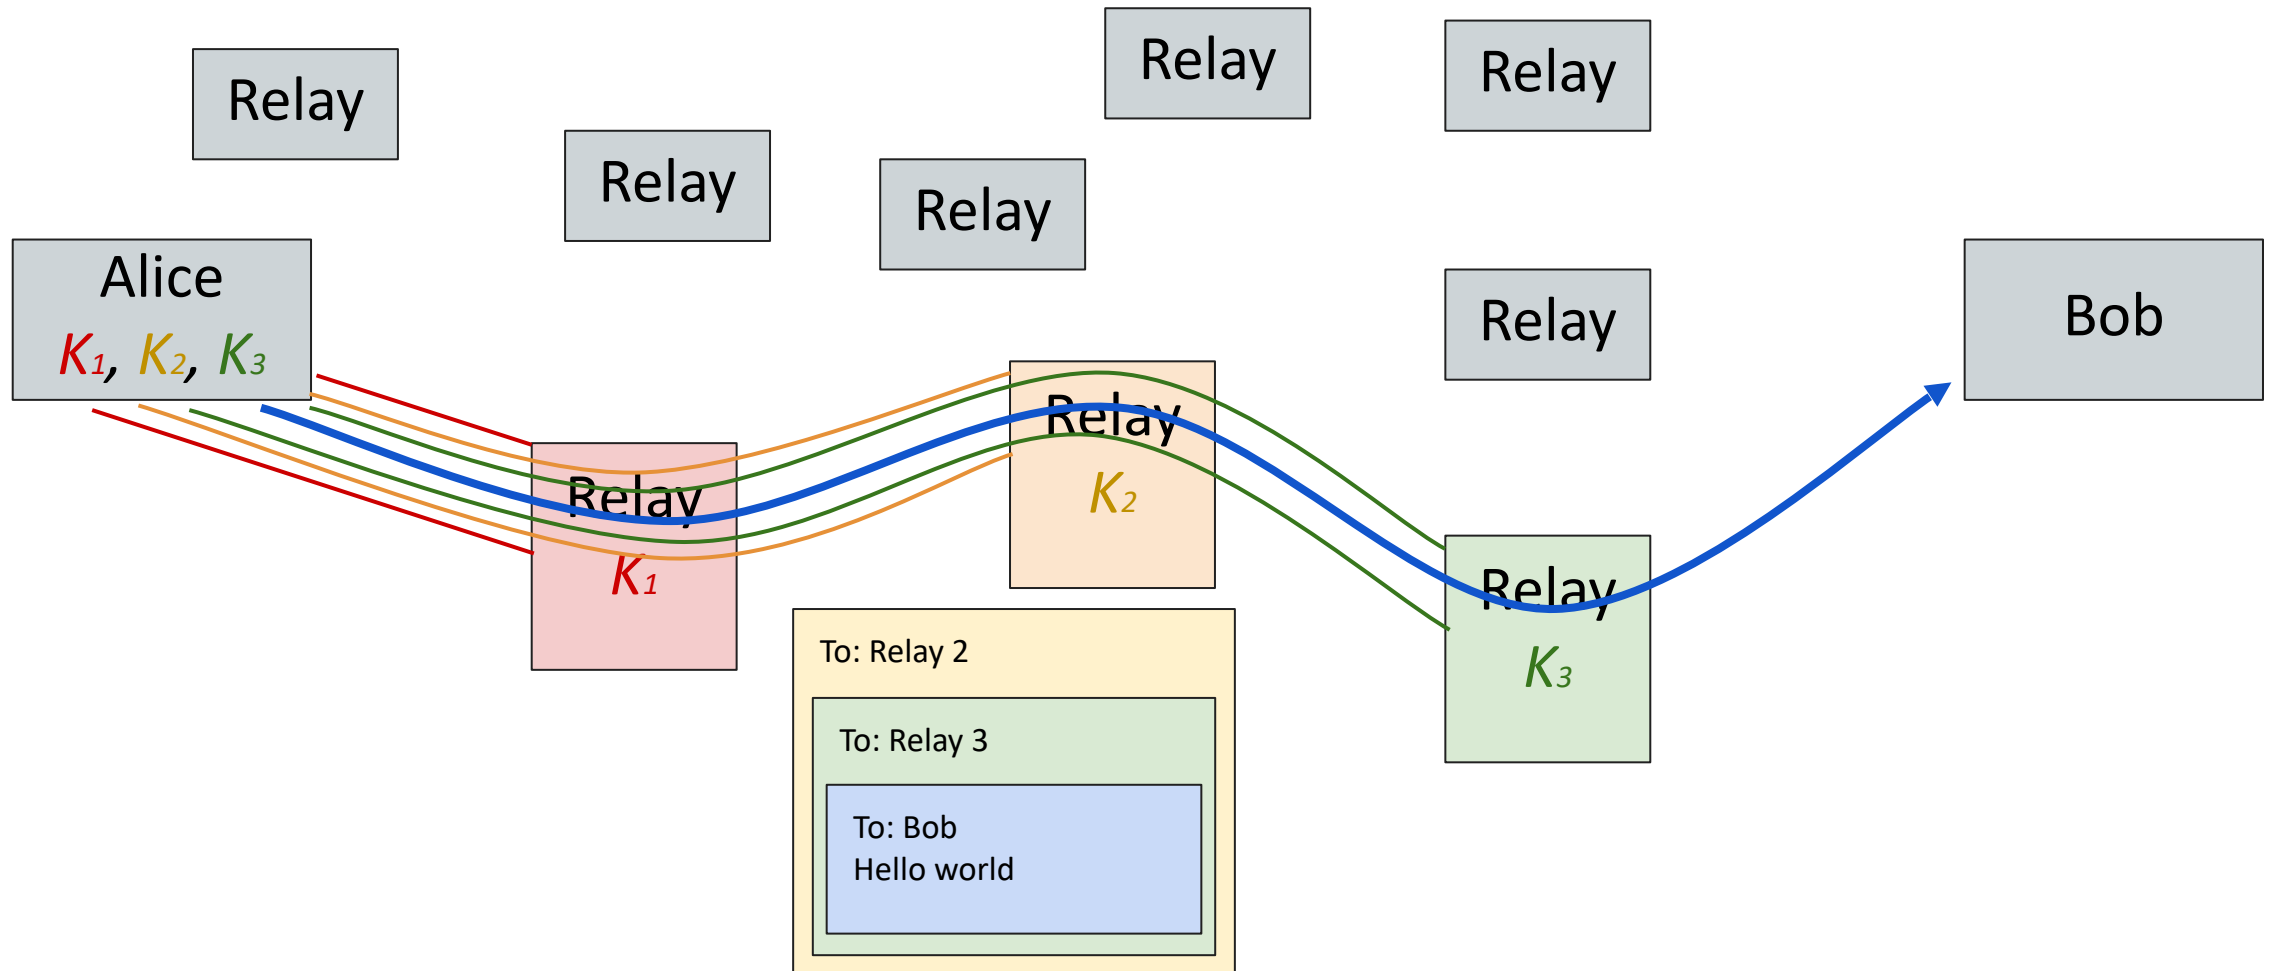 Relay
Relay
Relay
Relay
Relay
Alice
K1, K2, K3
Relay
Bob
Relay
K2
Relay
K1
Relay
K3
To: Relay 2
To: Relay 3
To: Bob
Hello world